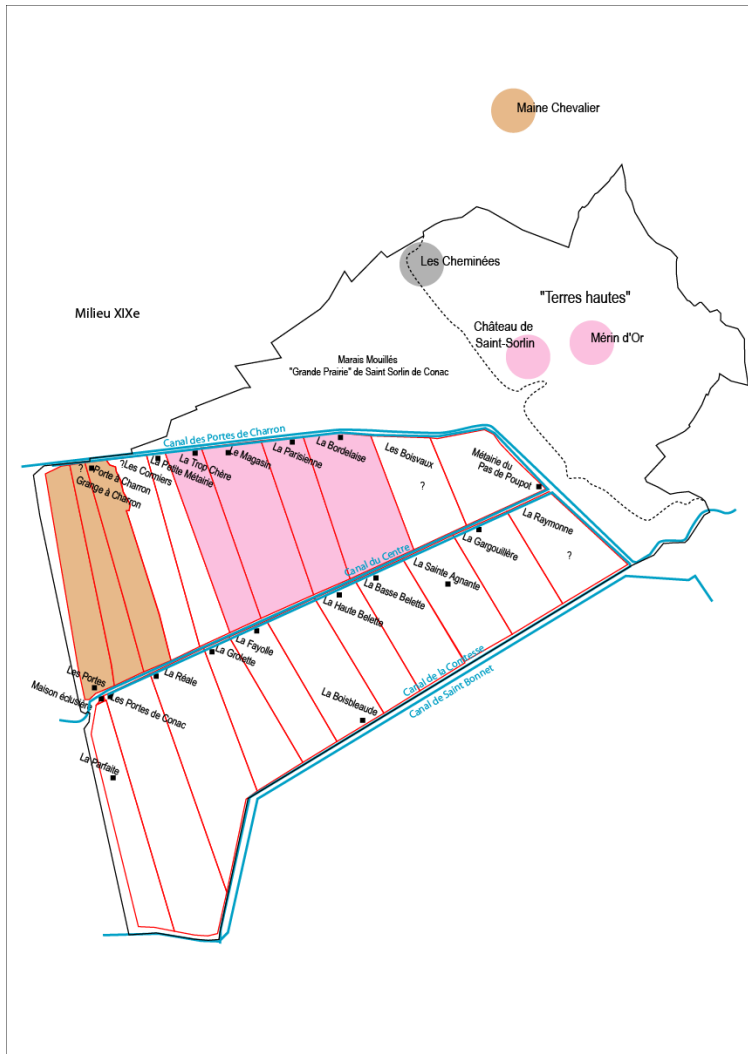 Maine Chevalier
Les Cheminées
"Terres hautes"
Milieu XIXe
Château de
Saint-Sorlin
Mérin d'Or
Marais Mouillés
"Grande Prairie" de Saint Sorlin de Conac
Canal des Portes de Charron
?
Porte à Charron
Grange à Charron
?
Les Cormiers
La Petite Métairie
La Trop Chère
Le Magasin
La Parisienne
La Bordelaise
Les Boisvaux
?
Métairie du
Pas de Poupot
La Raymonne
?
La Gargouillère
Canal du Centre
La Sainte Agnante
La Basse Belette
La Haute Belette
La Fayolle
La Grolette
La Réale
Les Portes
Maison éclusière
Les Portes de Conac
La Boisbleaude
Canal de la Comtesse
Canal de Saint Bonnet
La Parfaite